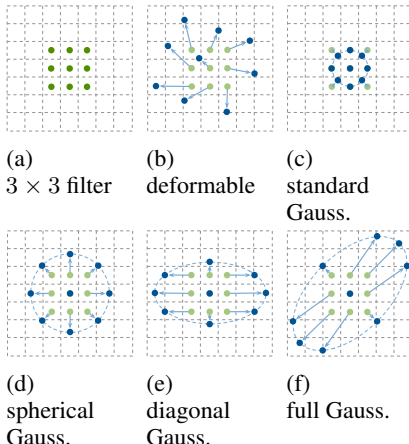 (a)
3 × 3 filter
(b)
deformable
(c)
standard
Gauss.
(d)
spherical
Gauss.
(e)
diagonal
Gauss.
(f)
full Gauss.